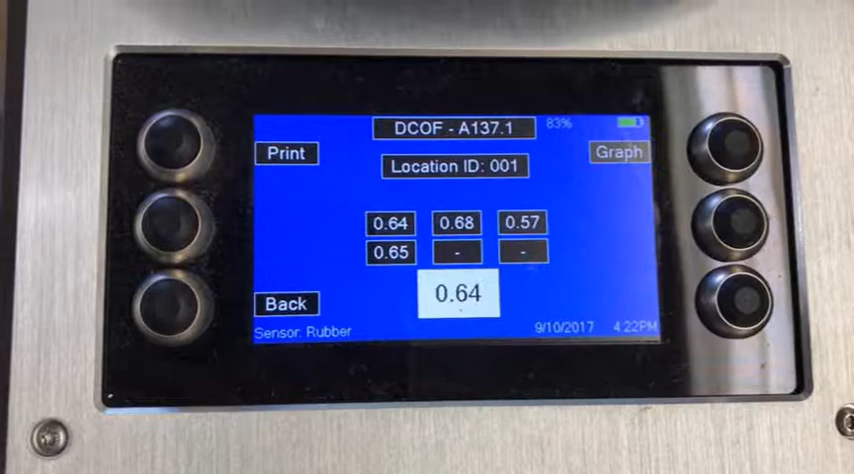 DCOF - A137.1 83%
Print Graph
Location ID: 001
0.64 0.68 0.57
0.65 - -
0.64
Back
Sensor: Rubber 9/10/2017 4:22PM